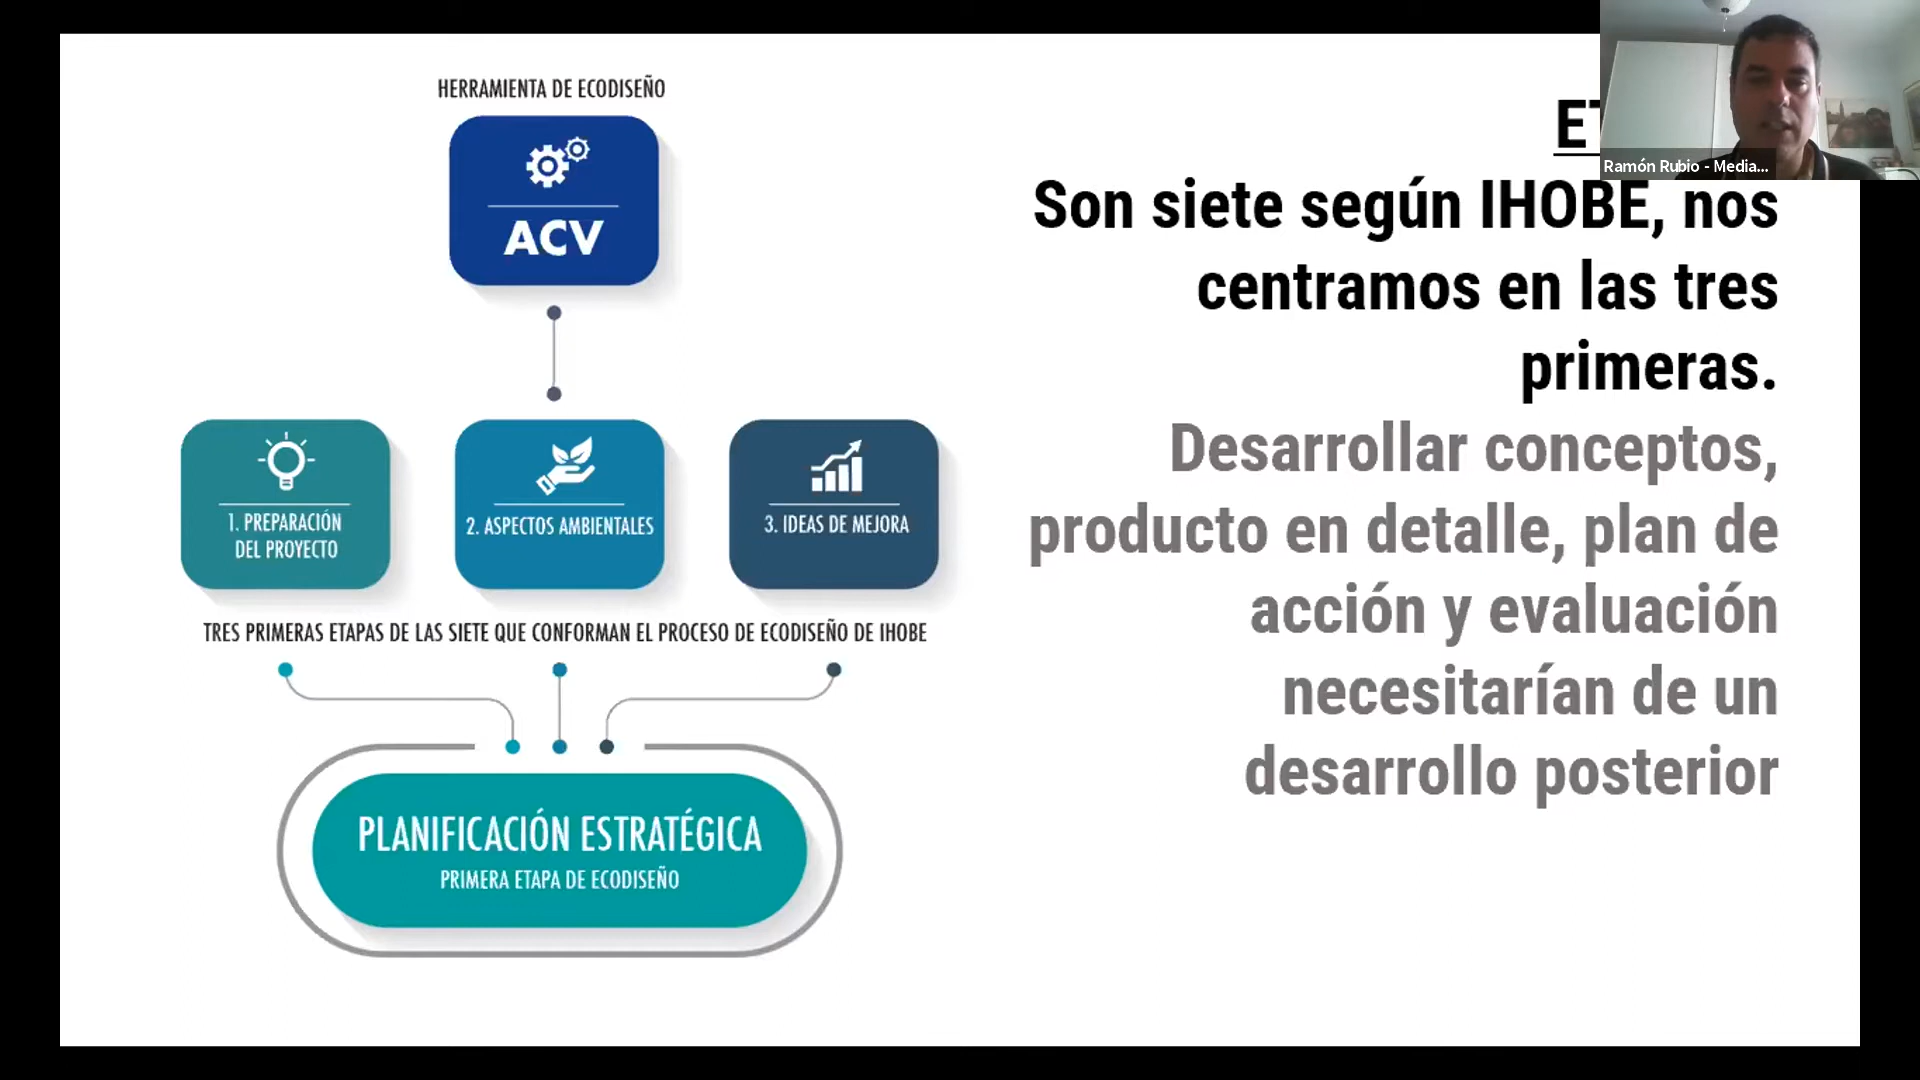 HERRAMIENTA DE ECODISEÑO
ACV
1. PREPARACIÓN
DEL PROYECTO
2. ASPECTOS AMBIENTALES
3. IDEAS DE MEJORA
TRES PRIMERAS ETAPAS DE LAS SIETE QUE CONFORMAN EL PROCESO DE ECODISEÑO DE IHOBE
PLANIFICACIÓN ESTRATÉGICA
PRIMERA ETAPA DE ECODISEÑO
Ramón Rubio - Media...
Son siete según IHOBE, nos
centramos en las tres
primeras.
Desarrollar conceptos,
producto en detalle, plan de
acción y evaluación
necesitarían de un
desarrollo posterior